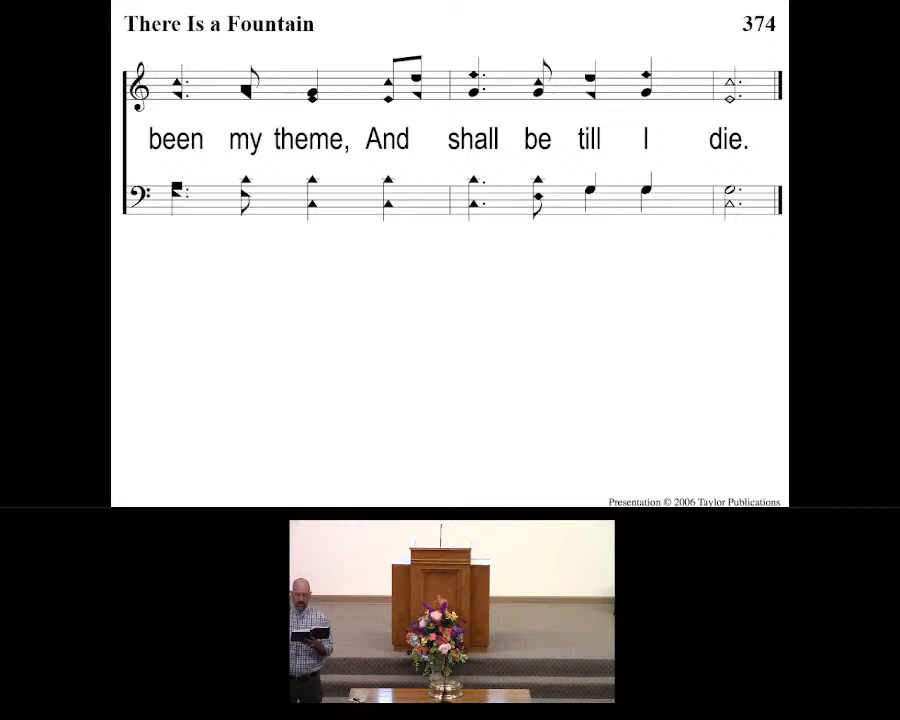 There Is a Fountain 374
been my theme, And shall be till I die.
Presentation © 2006 Taylor Publications